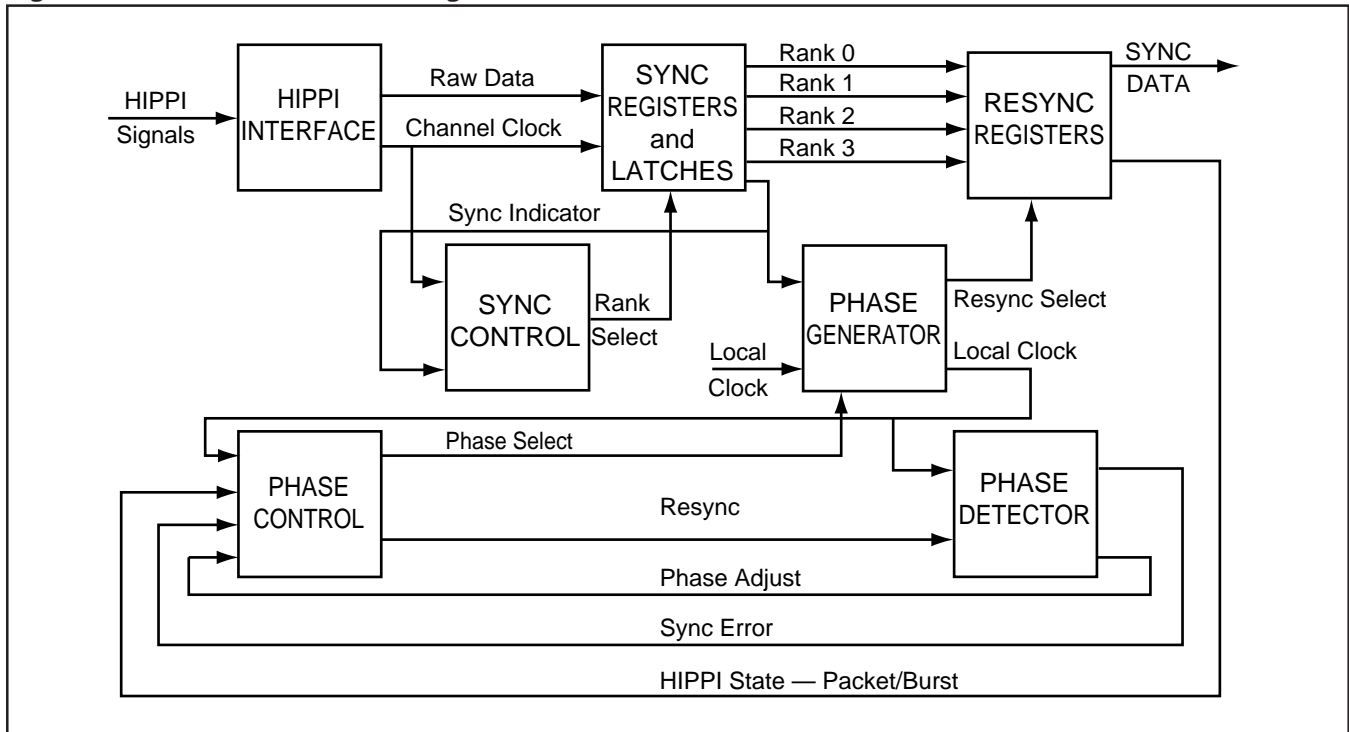 HIPPI
Signals
HIPPI
INTERFACE
Raw Data
Channel Clock
SYNC
REGISTERS
and
LATCHES
Rank 0
Rank 1
Rank 2
Rank 3
RESYNC
REGISTERS
SYNC
DATA
Sync Indicator
SYNC
CONTROL
Rank
Select
PHASE
GENERATOR
Resync Select
Local Clock
Local
Clock
PHASE
CONTROL
Phase Select
Resync
PHASE
DETECTOR
Phase Adjust
Sync Error
HIPPI State — Packet/Burst